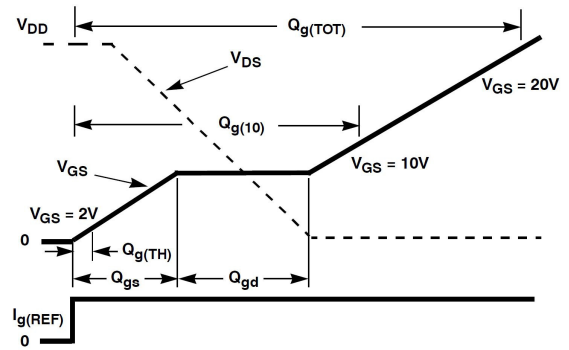 V_DD
Q_g(TOT)
V_DS
V_GS = 20V
Q_g(10)
V_GS
V_GS = 10V
V_GS = 2V
0
Q_g(TH)
Q_gs
Q_gd
I_g(REF)
0